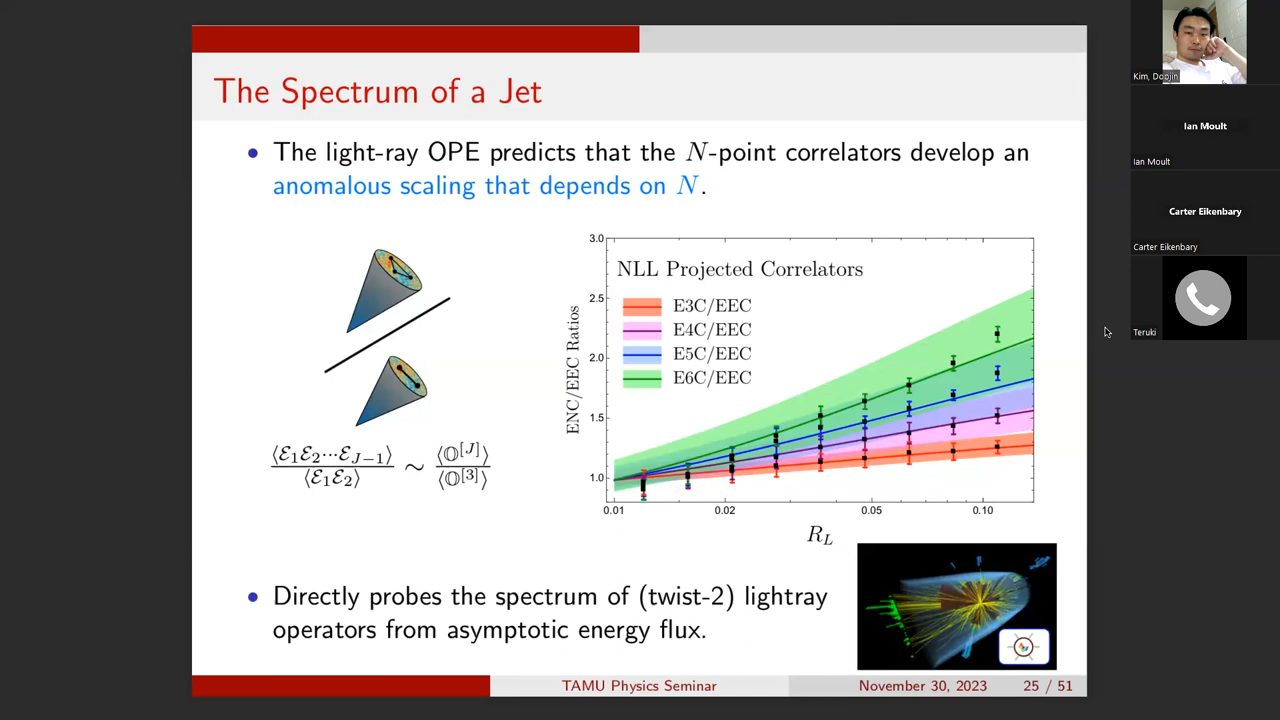 The Spectrum of a Jet
• The light-ray OPE predicts that the N-point correlators develop an
anomalous scaling that depends on N.
⟨ℰ₁ℰ₂···ℰ_{J−1}⟩ / ⟨ℰ₁ℰ₂⟩ ∼ ⟨𝕆^{[J]}⟩ / ⟨𝕆^{[3]}⟩
ENC/EEC Ratios
3.0
2.5
2.0
1.5
1.0
NLL Projected Correlators
E3C/EEC
E4C/EEC
E5C/EEC
E6C/EEC
0.01 0.02 0.05 0.10
R_L
• Directly probes the spectrum of (twist-2) lightray
operators from asymptotic energy flux.
TAMU Physics Seminar November 30, 2023 25 / 51
Kim, Doojin
Ian Moult
Ian Moult
Carter Eikenbary
Carter Eikenbary
Teruki